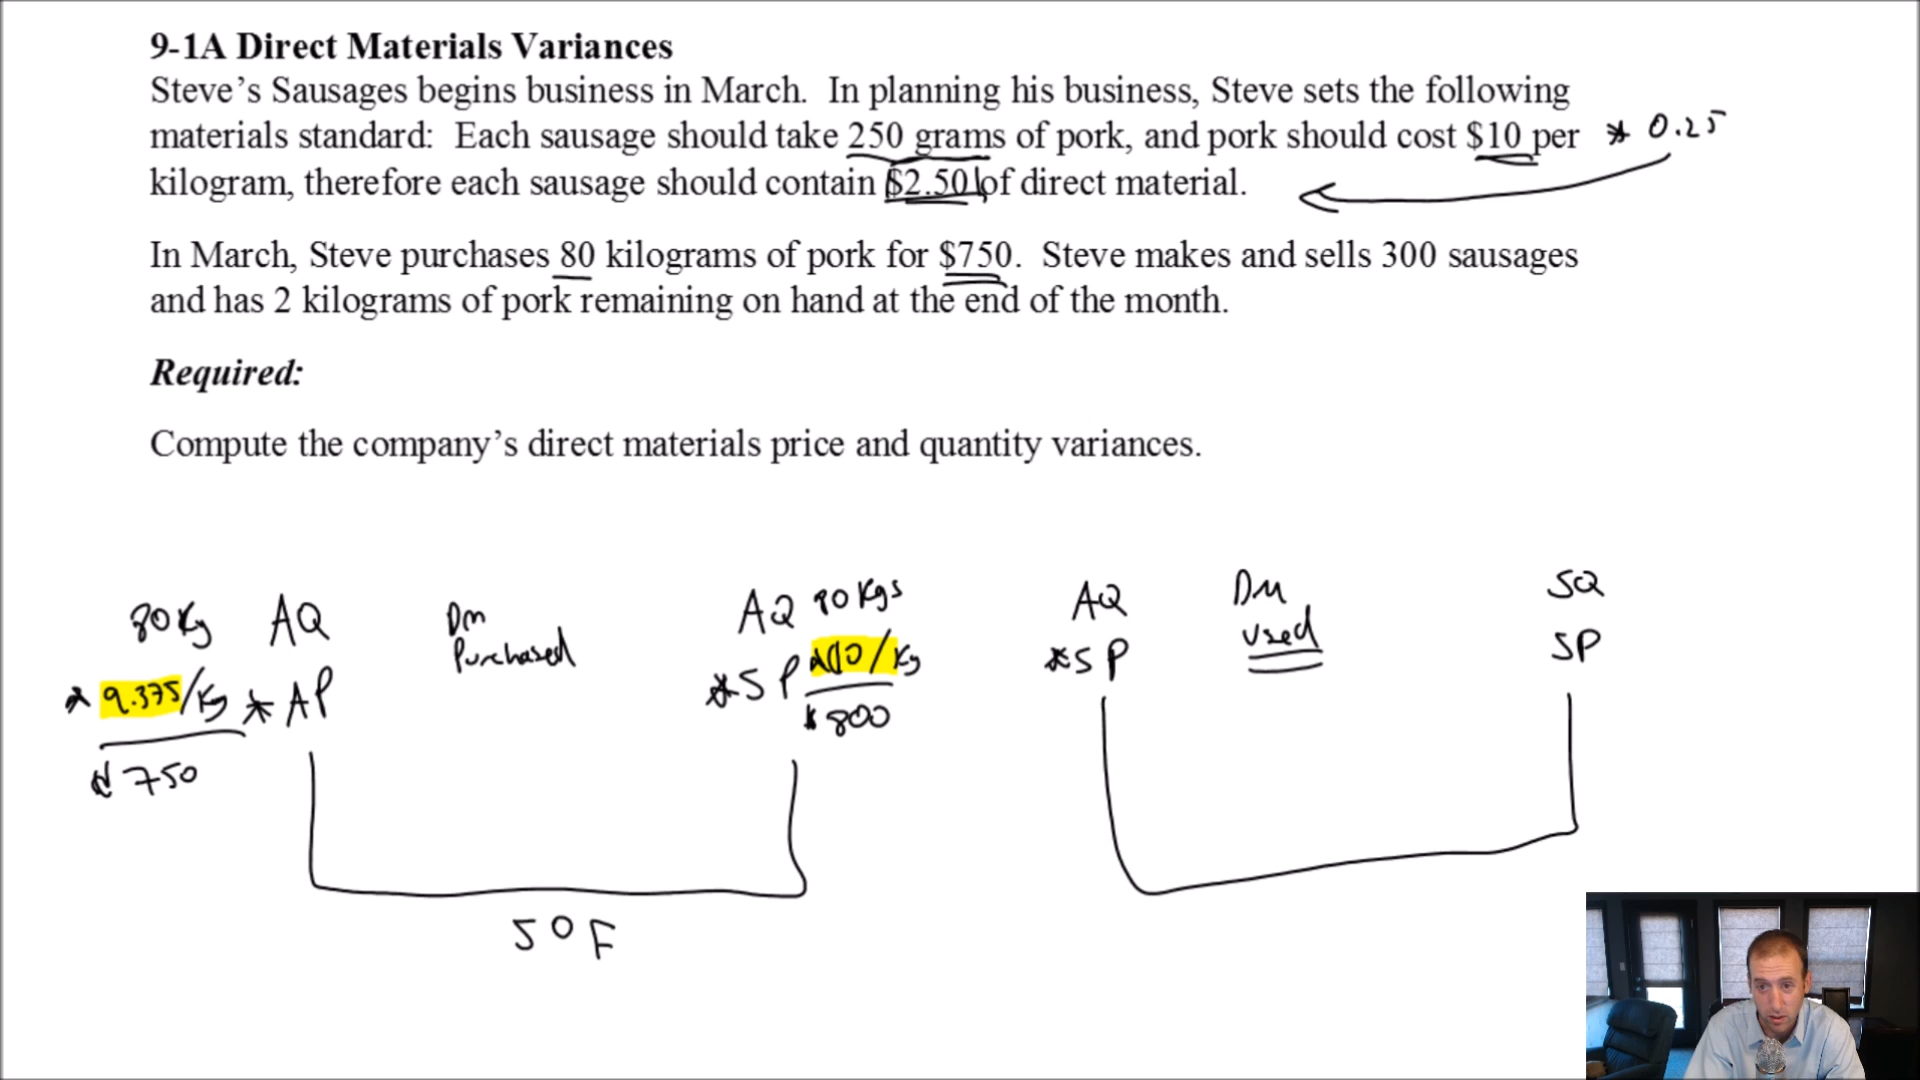 9-1A Direct Materials Variances
Steve’s Sausages begins business in March. In planning his business, Steve sets the following
materials standard: Each sausage should take 250 grams of pork, and pork should cost $10 per * 0.25
kilogram, therefore each sausage should contain $2.50 of direct material.
In March, Steve purchases 80 kilograms of pork for $750. Steve makes and sells 300 sausages
and has 2 kilograms of pork remaining on hand at the end of the month.
Required:
Compute the company’s direct materials price and quantity variances.
80Kg AQ DM AQ 80 Kgs AQ DM SQ
* 9.375/Kg * AP Purchased * SP * $10/Kg * SP Used SP
$750 $800
50 F